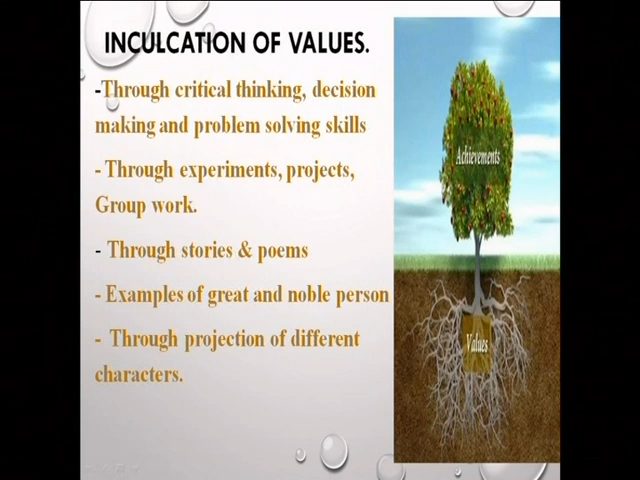 INCULCATION OF VALUES.
-Through critical thinking, decision
making and problem solving skills
- Through experiments, projects,
Group work.
- Through stories & poems
- Examples of great and noble person
- Through projection of different
characters.
Achievements
Values